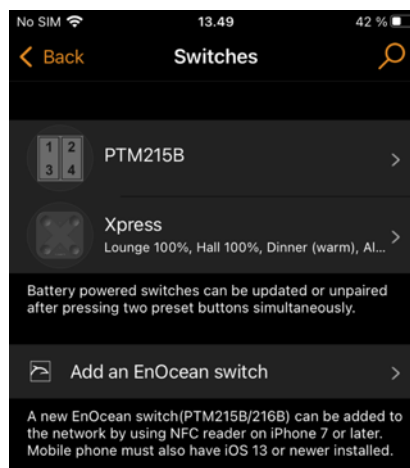 No SIM 13.49 42 %
Back Switches
1 2
3 4
PTM215B
Xpress
Lounge 100%, Hall 100%, Dinner (warm), Al...
Battery powered switches can be updated or unpaired
after pressing two preset buttons simultaneously.
Add an EnOcean switch
A new EnOcean switch(PTM215B/216B) can be added to
the network by using NFC reader on iPhone 7 or later.
Mobile phone must also have iOS 13 or newer installed.